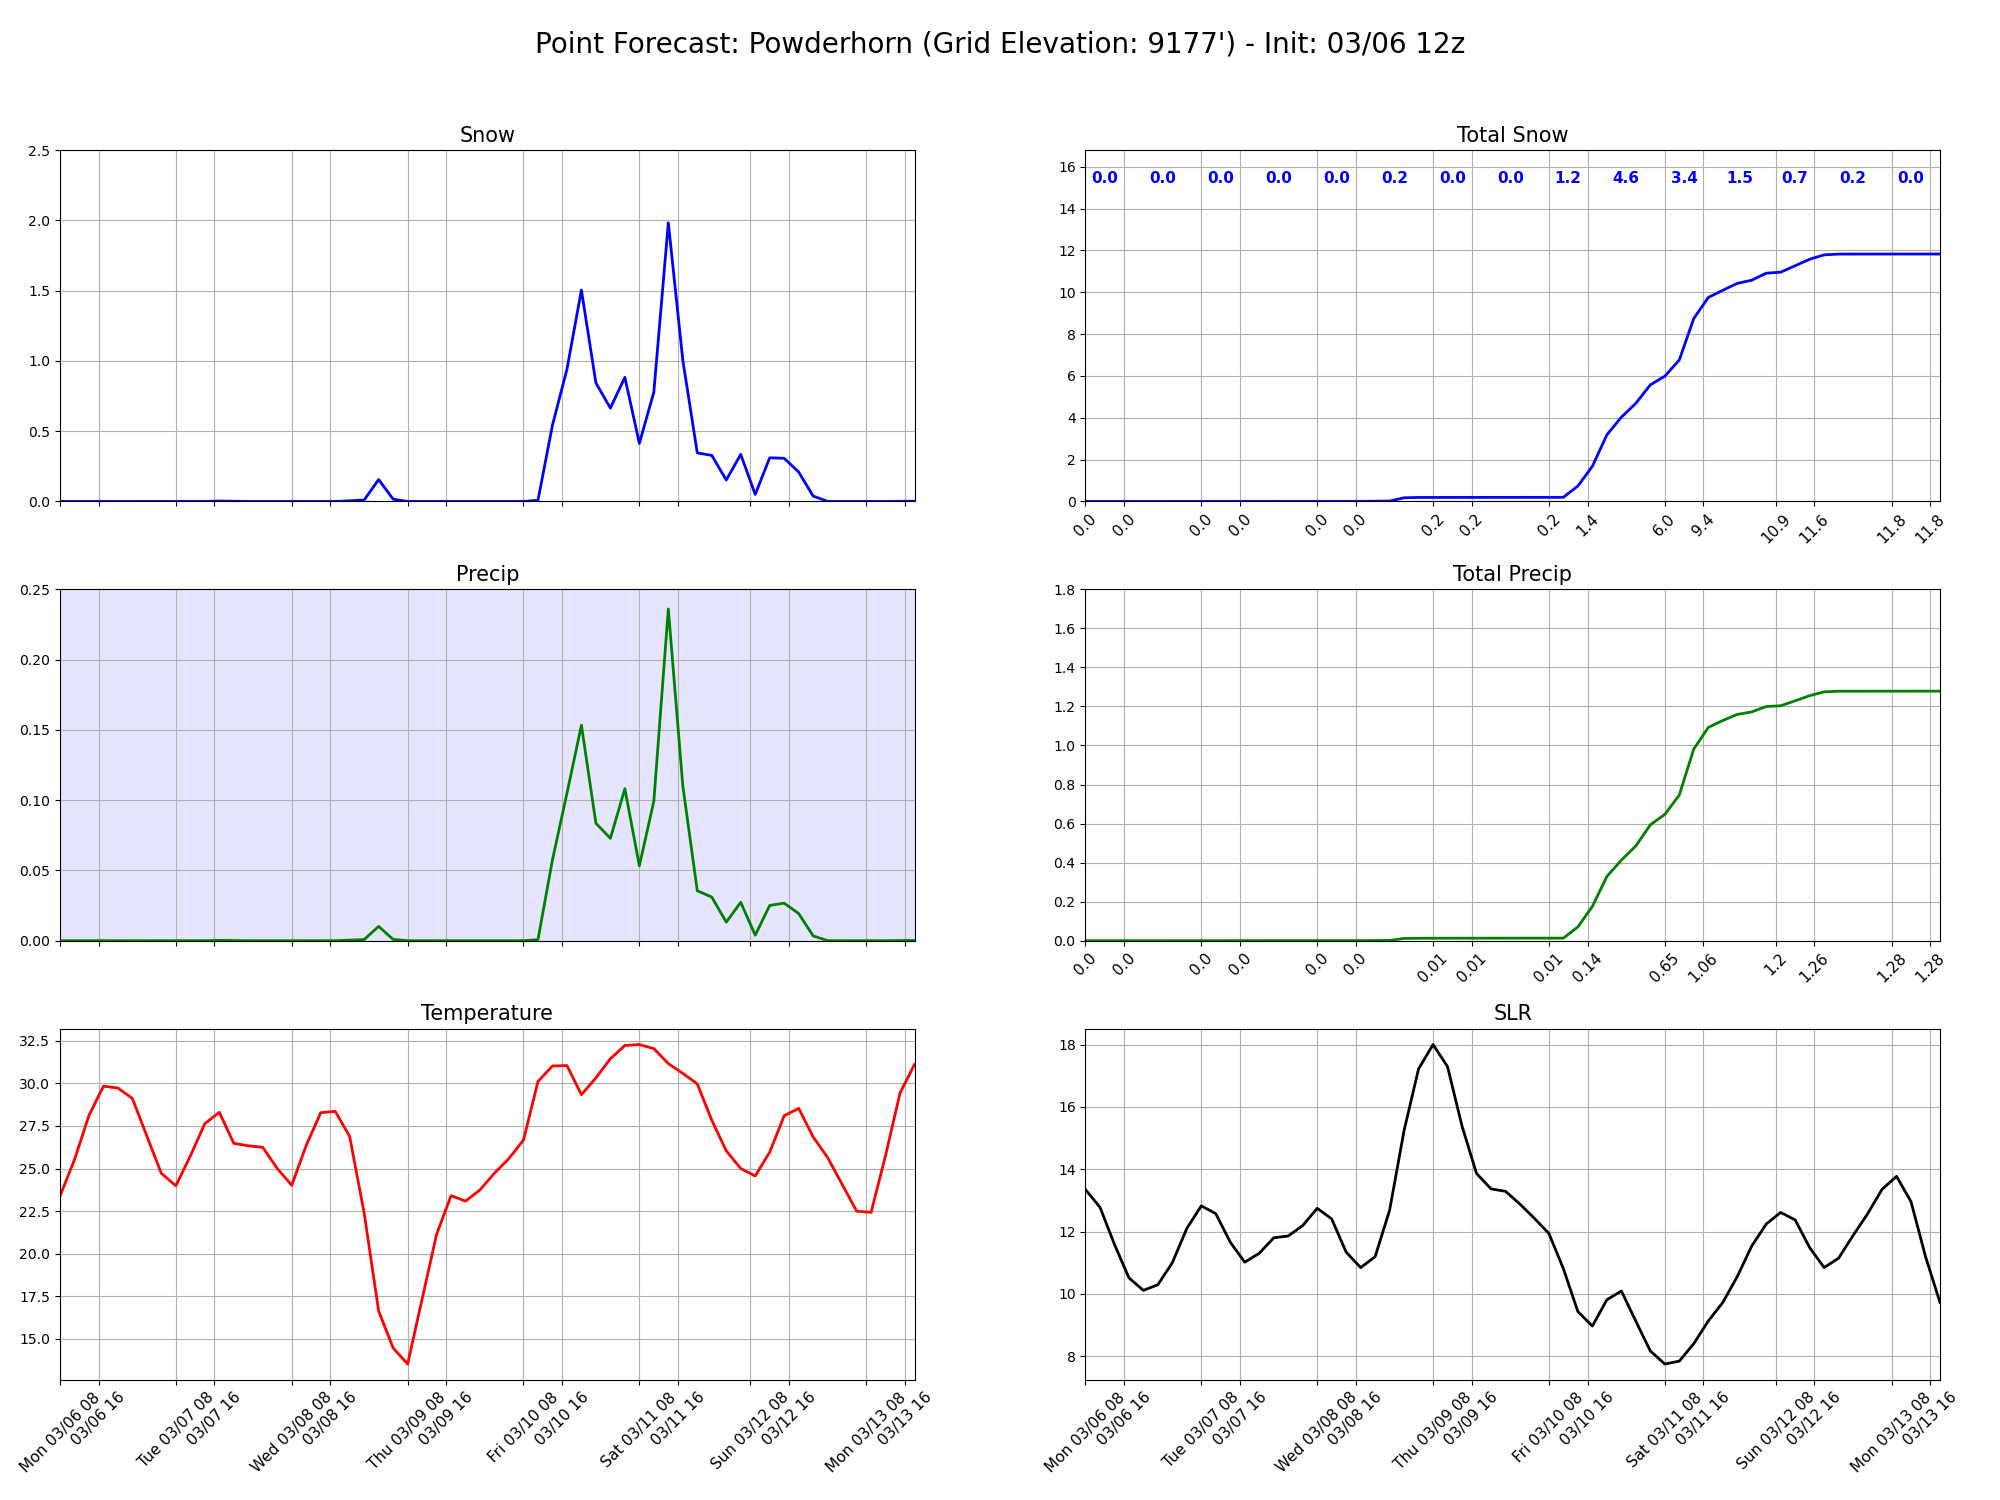 Point Forecast: Powderhorn (Grid Elevation: 9177') - Init: 03/06 12z
Snow
2.5
2.0
1.5
1.0
0.5
0.0
Total Snow
16
14
12
10
8
6
4
2
0
0.0 0.0 0.0 0.0 0.0 0.2 0.0 0.0 1.2 4.6 3.4 1.5 0.7 0.2 0.0
0.0 0.0 0.0 0.0 0.0 0.0 0.2 0.2 0.2 1.4 6.0 9.4 10.9 11.6 11.8 11.8
Precip
0.25
0.20
0.15
0.10
0.05
0.00
Total Precip
1.8
1.6
1.4
1.2
1.0
0.8
0.6
0.4
0.2
0.0
0.0 0.0 0.0 0.0 0.0 0.0 0.01 0.01 0.01 0.14 0.65 1.06 1.2 1.26 1.28 1.28
Temperature
32.5
30.0
27.5
25.0
22.5
20.0
17.5
15.0
Mon 03/06 08
03/06 16
Tue 03/07 08
03/07 16
Wed 03/08 08
03/08 16
Thu 03/09 08
03/09 16
Fri 03/10 08
03/10 16
Sat 03/11 08
03/11 16
Sun 03/12 08
03/12 16
Mon 03/13 08
03/13 16
SLR
18
16
14
12
10
8
Mon 03/06 08
03/06 16
Tue 03/07 08
03/07 16
Wed 03/08 08
03/08 16
Thu 03/09 08
03/09 16
Fri 03/10 08
03/10 16
Sat 03/11 08
03/11 16
Sun 03/12 08
03/12 16
Mon 03/13 08
03/13 16